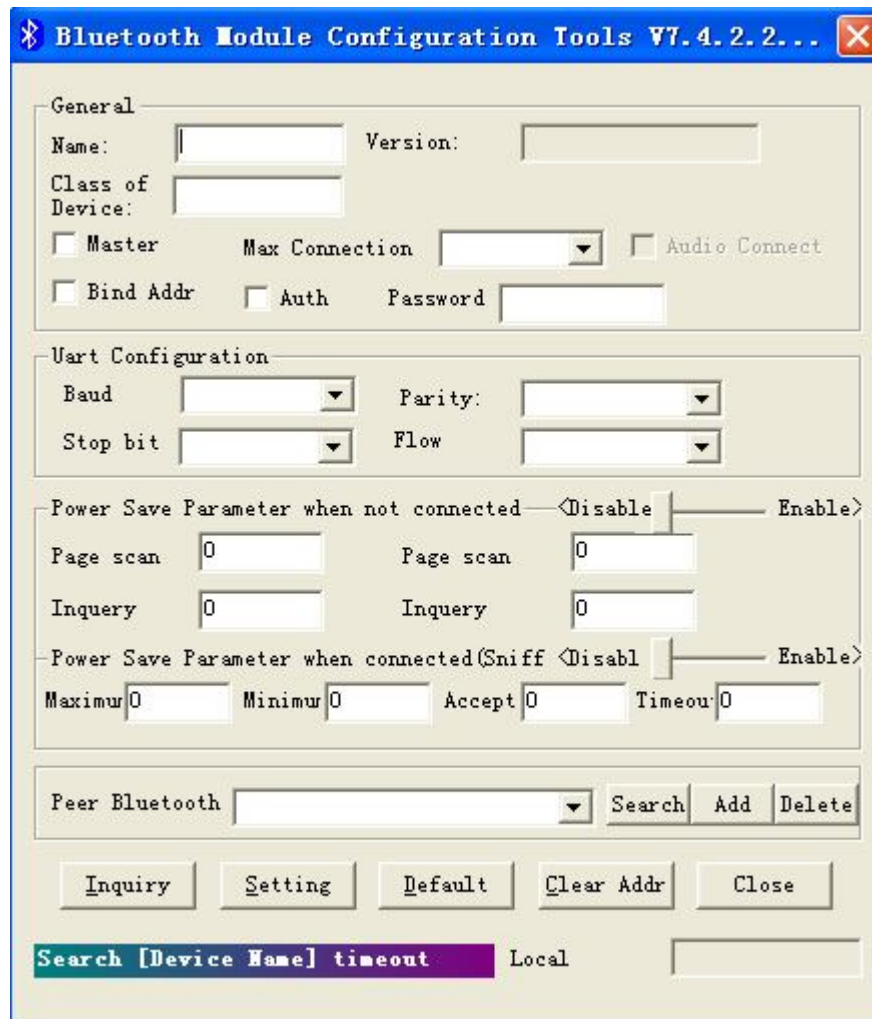 Bluetooth Module Configuration Tools V7.4.2.2...
General
Name: Version:
Class of
Device:
Master Max Connection Audio Connect
Bind Addr Auth Password
Uart Configuration
Baud Parity:
Stop bit Flow
Power Save Parameter when not connected <Disable Enable>
Page scan 0 Page scan 0
Inquery 0 Inquery 0
Power Save Parameter when connected(Sniff <Disabl Enable>
Maximur 0 Minimur 0 Accept 0 Timeou 0
Peer Bluetooth Search Add Delete
Inquiry Setting Default Clear Addr Close
Search [Device Name] timeout Local